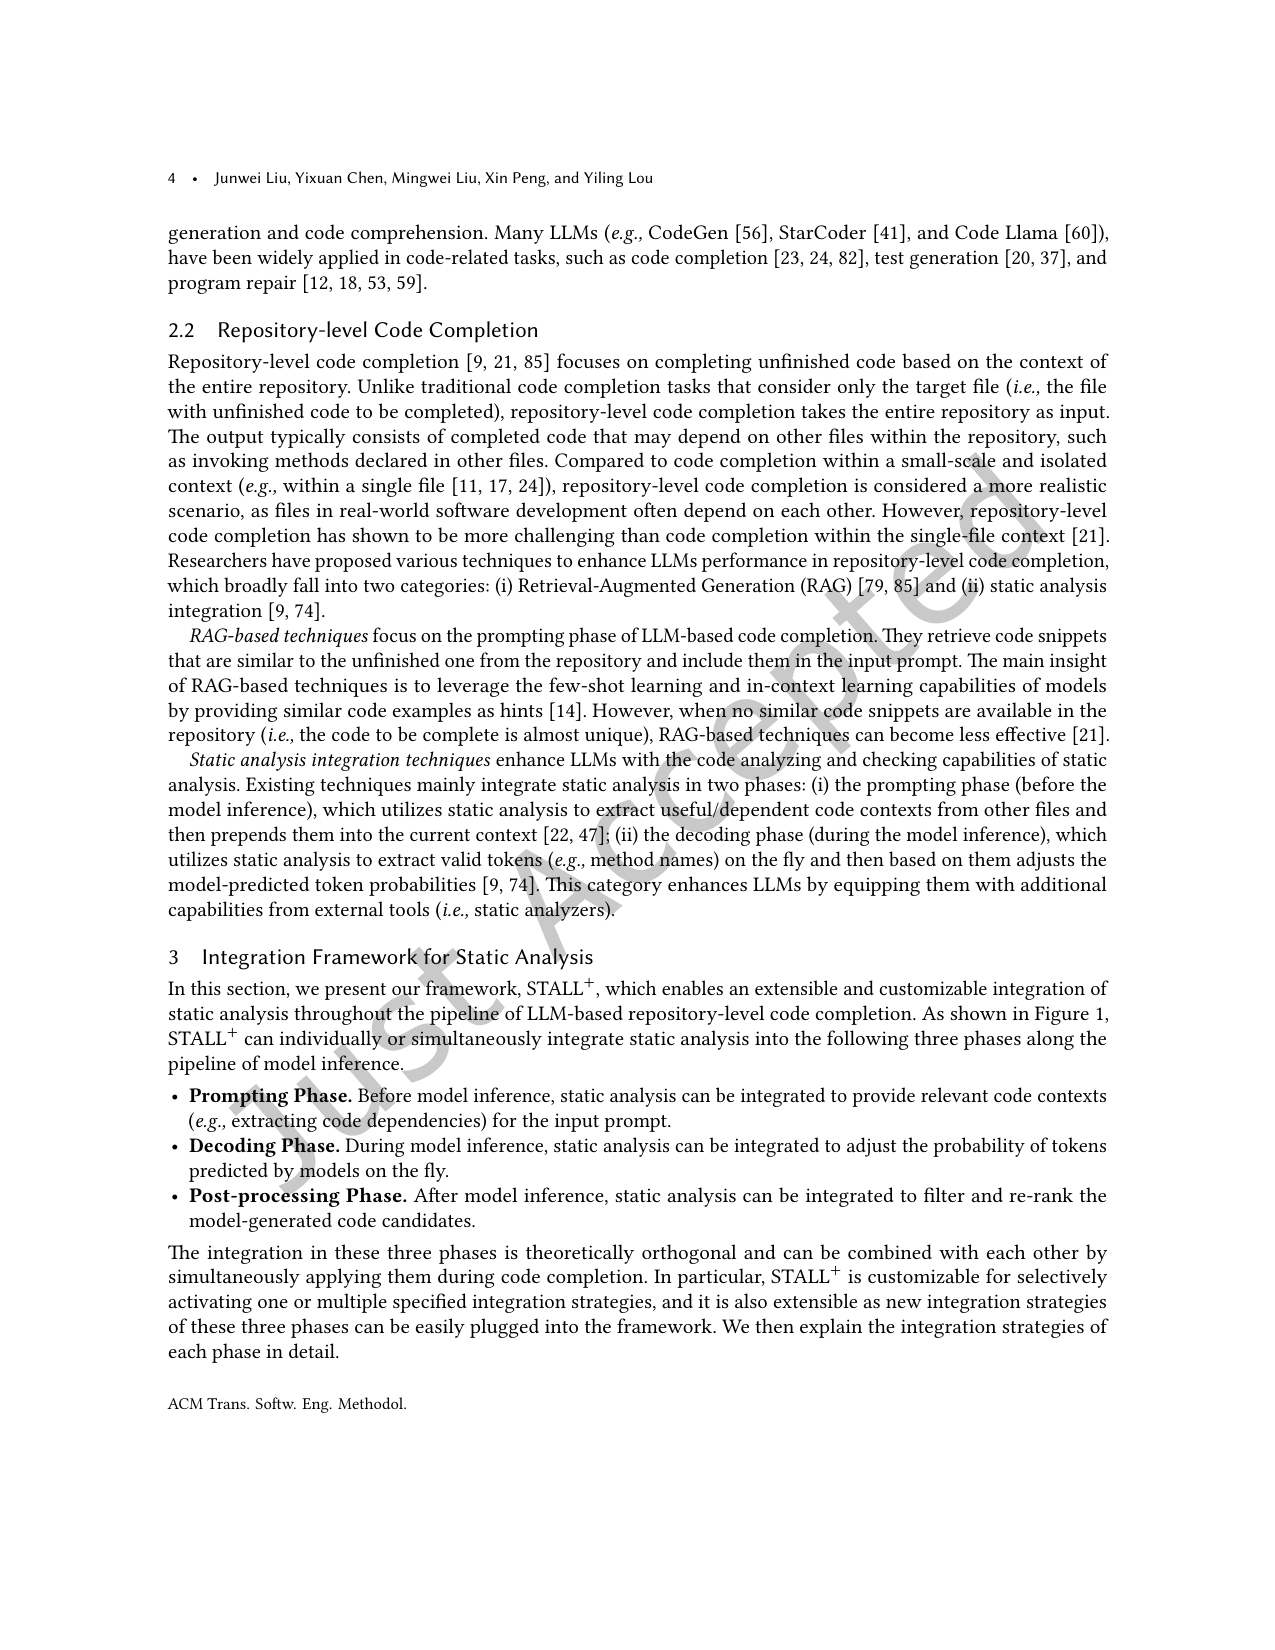 4 • Junwei Liu, Yixuan Chen, Mingwei Liu, Xin Peng, and Yiling Lou
generation and code comprehension. Many LLMs (e.g., CodeGen [56], StarCoder [41], and Code Llama [60]),
have been widely applied in code-related tasks, such as code completion [23, 24, 82], test generation [20, 37], and
program repair [12, 18, 53, 59].
2.2 Repository-level Code Completion
Repository-level code completion [9, 21, 85] focuses on completing unfinished code based on the context of
the entire repository. Unlike traditional code completion tasks that consider only the target file (i.e., the file
with unfinished code to be completed), repository-level code completion takes the entire repository as input.
The output typically consists of completed code that may depend on other files within the repository, such
as invoking methods declared in other files. Compared to code completion within a small-scale and isolated
context (e.g., within a single file [11, 17, 24]), repository-level code completion is considered a more realistic
scenario, as files in real-world software development often depend on each other. However, repository-level
code completion has shown to be more challenging than code completion within the single-file context [21].
Researchers have proposed various techniques to enhance LLMs performance in repository-level code completion,
which broadly fall into two categories: (i) Retrieval-Augmented Generation (RAG) [79, 85] and (ii) static analysis
integration [9, 74].
RAG-based techniques focus on the prompting phase of LLM-based code completion. They retrieve code snippets
that are similar to the unfinished one from the repository and include them in the input prompt. The main insight
of RAG-based techniques is to leverage the few-shot learning and in-context learning capabilities of models
by providing similar code examples as hints [14]. However, when no similar code snippets are available in the
repository (i.e., the code to be complete is almost unique), RAG-based techniques can become less effective [21].
Static analysis integration techniques enhance LLMs with the code analyzing and checking capabilities of static
analysis. Existing techniques mainly integrate static analysis in two phases: (i) the prompting phase (before the
model inference), which utilizes static analysis to extract useful/dependent code contexts from other files and
then prepends them into the current context [22, 47]; (ii) the decoding phase (during the model inference), which
utilizes static analysis to extract valid tokens (e.g., method names) on the fly and then based on them adjusts the
model-predicted token probabilities [9, 74]. This category enhances LLMs by equipping them with additional
capabilities from external tools (i.e., static analyzers).
3 Integration Framework for Static Analysis
In this section, we present our framework, STALL+, which enables an extensible and customizable integration of
static analysis throughout the pipeline of LLM-based repository-level code completion. As shown in Figure 1,
STALL+ can individually or simultaneously integrate static analysis into the following three phases along the
pipeline of model inference.
• Prompting Phase. Before model inference, static analysis can be integrated to provide relevant code contexts
(e.g., extracting code dependencies) for the input prompt.
• Decoding Phase. During model inference, static analysis can be integrated to adjust the probability of tokens
predicted by models on the fly.
• Post-processing Phase. After model inference, static analysis can be integrated to filter and re-rank the
model-generated code candidates.
The integration in these three phases is theoretically orthogonal and can be combined with each other by
simultaneously applying them during code completion. In particular, STALL+ is customizable for selectively
activating one or multiple specified integration strategies, and it is also extensible as new integration strategies
of these three phases can be easily plugged into the framework. We then explain the integration strategies of
each phase in detail.
ACM Trans. Softw. Eng. Methodol.
Just Accepted